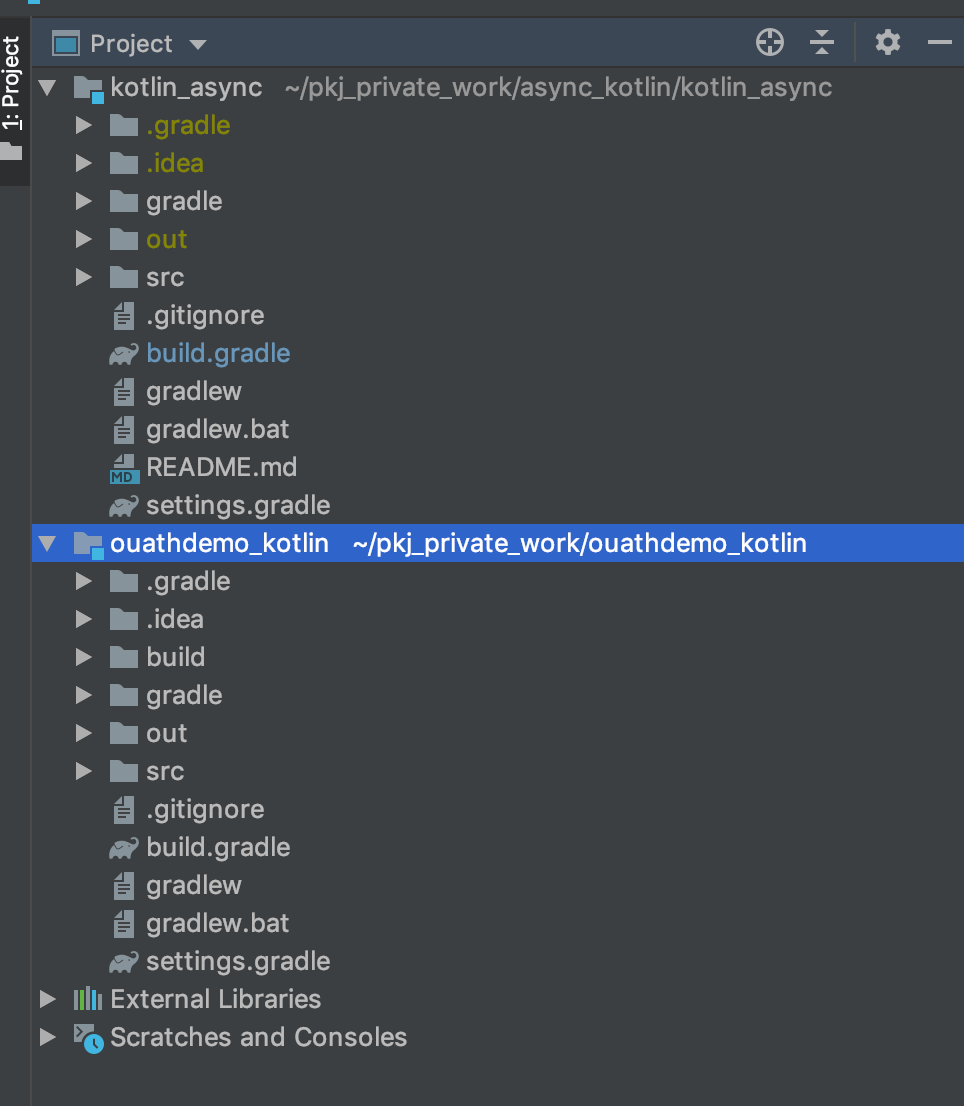 Project
1: Project
kotlin_async ~/pkj_private_work/async_kotlin/kotlin_async
.gradle
.idea
gradle
out
src
.gitignore
build.gradle
gradlew
gradlew.bat
MD README.md
settings.gradle
ouathdemo_kotlin ~/pkj_private_work/ouathdemo_kotlin
.gradle
.idea
build
gradle
out
src
.gitignore
build.gradle
gradlew
gradlew.bat
settings.gradle
External Libraries
Scratches and Consoles